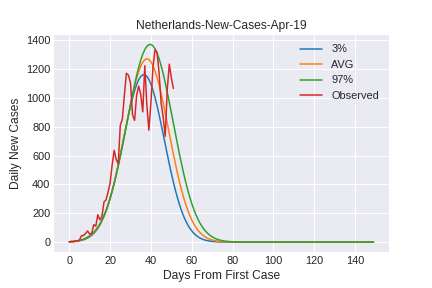 Netherlands-New-Cases-Apr-19
1400
1200
1000
800
600
400
200
0
Daily New Cases
3%
AVG
97%
Observed
0 20 40 60 80 100 120 140
Days From First Case